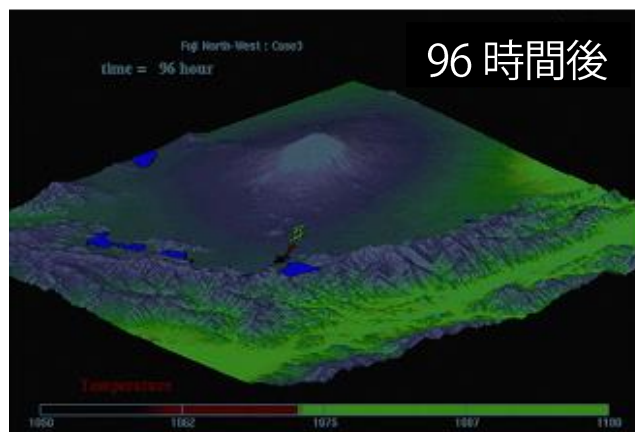 Fuji North-West : Case3
time = 96 hour
96 時間後
Temperature
1050 1062 1075 1087 1100